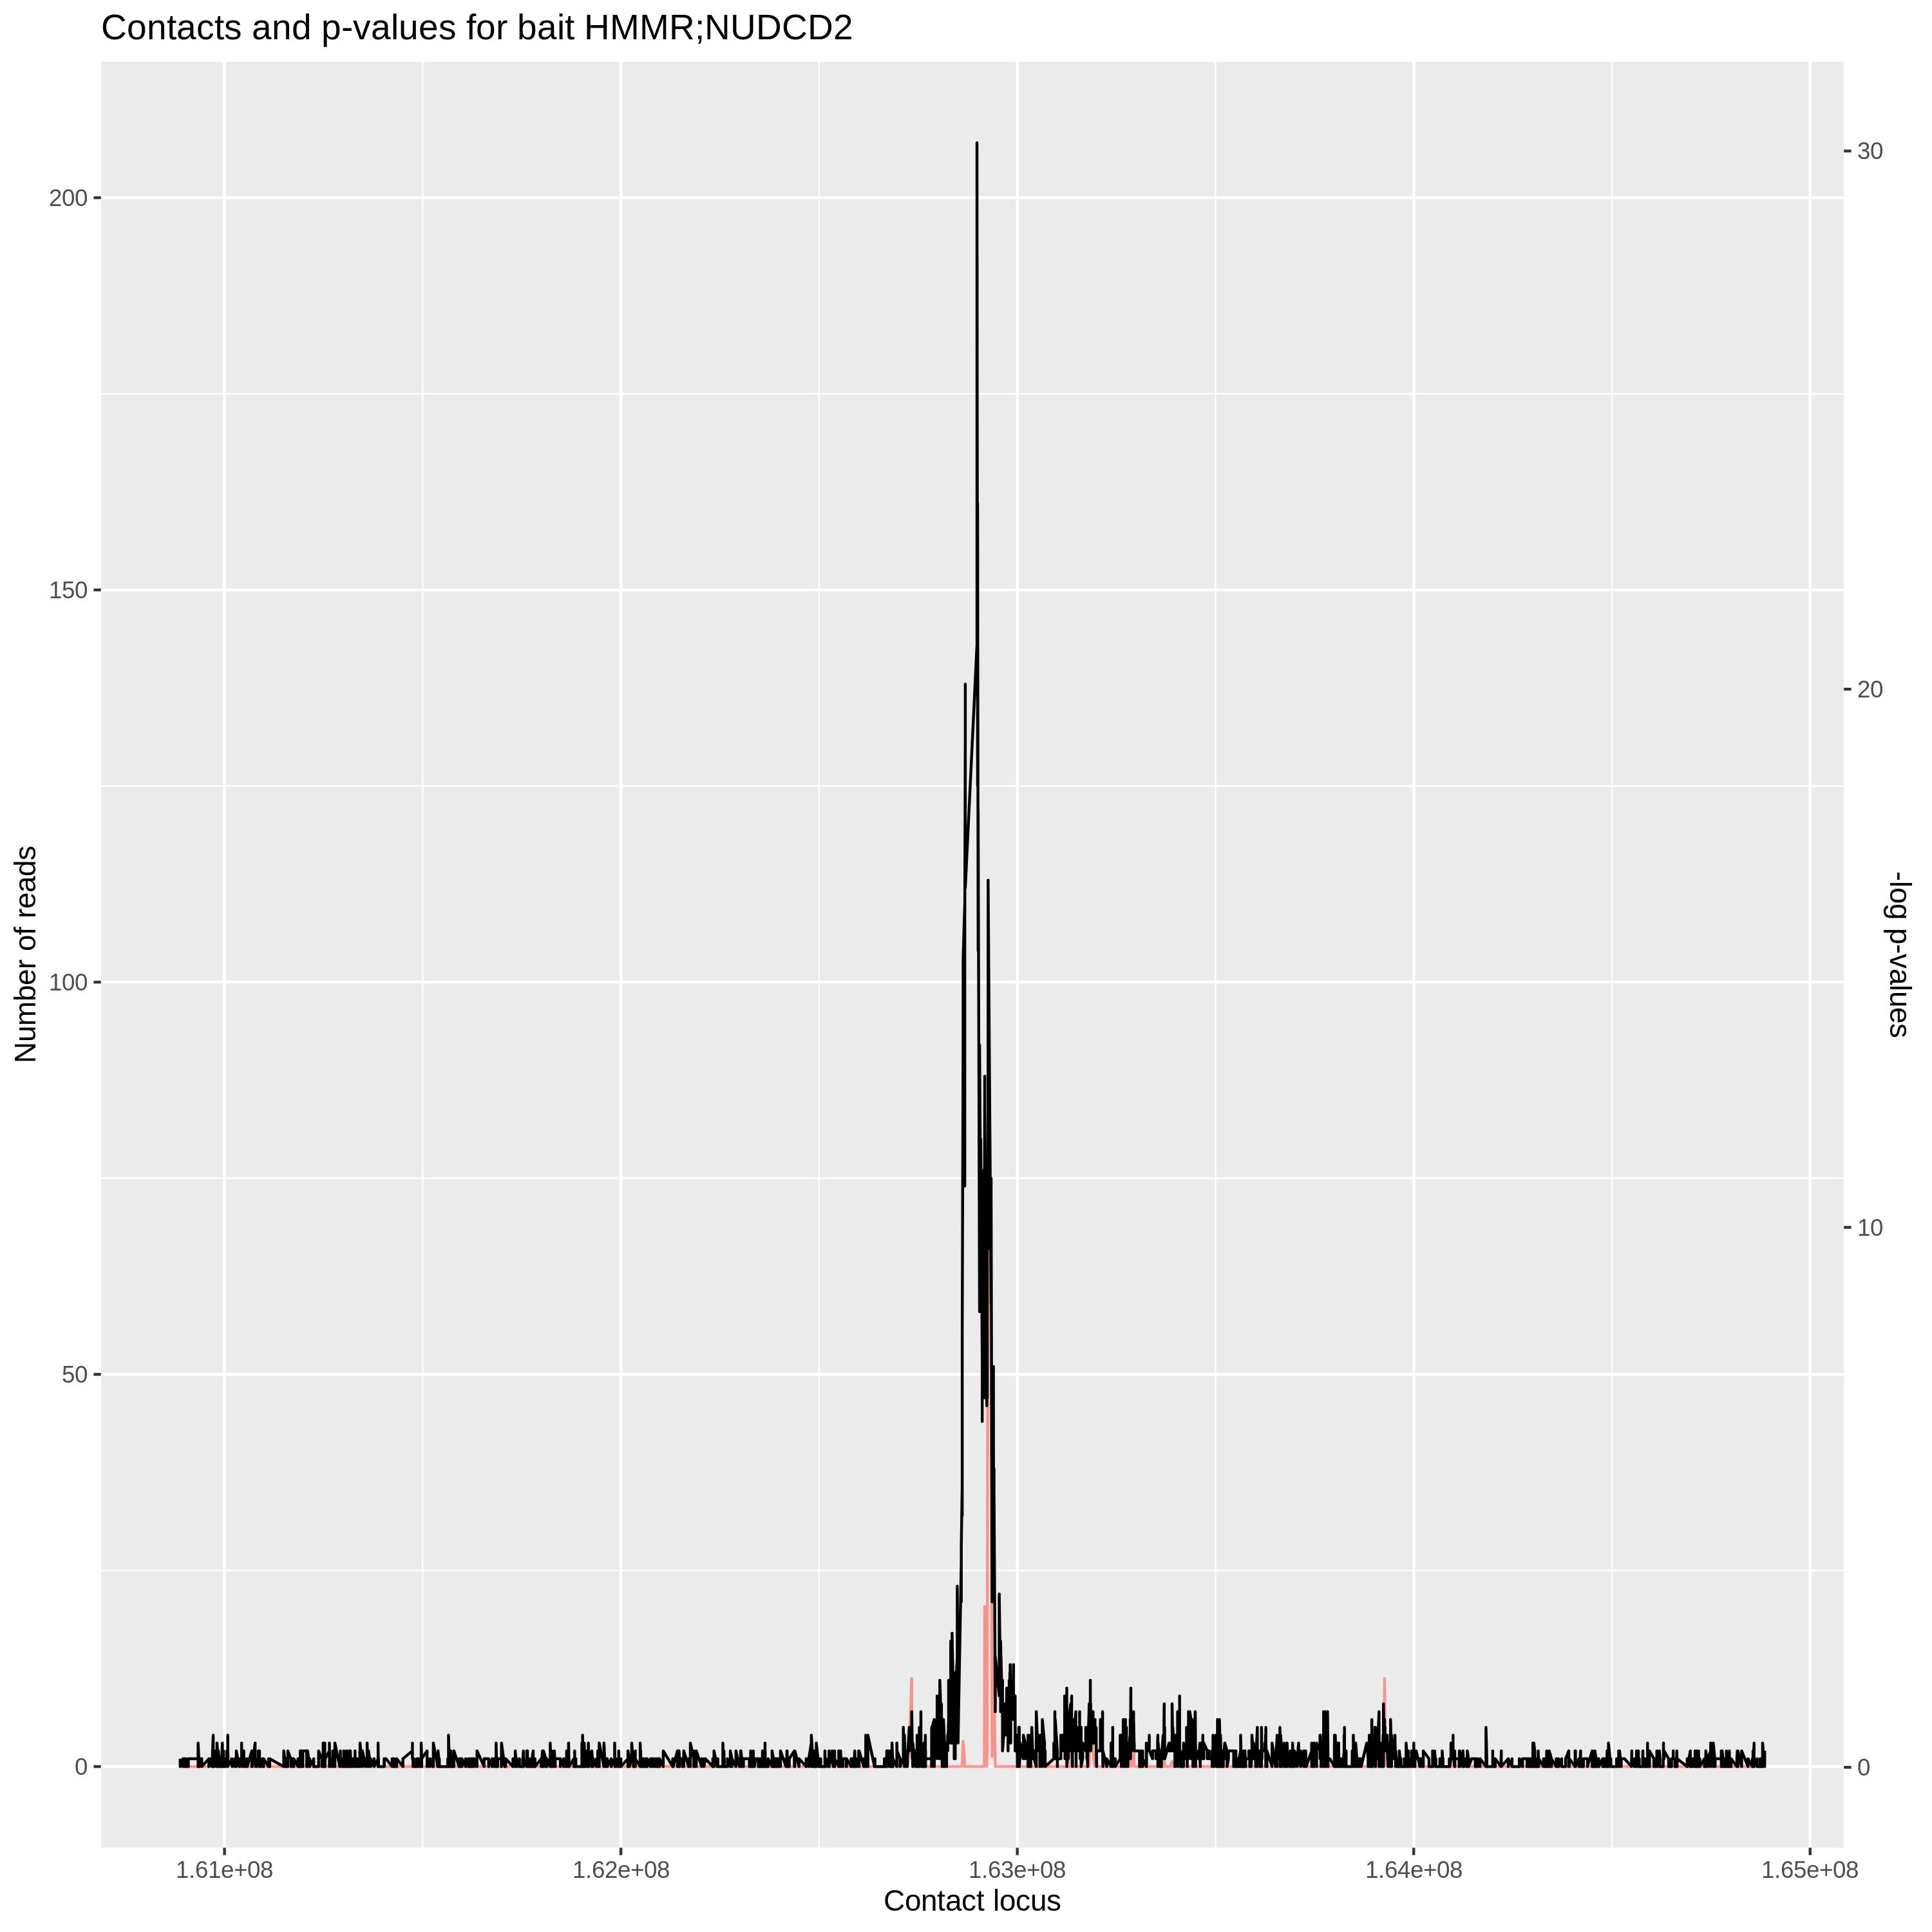 Contacts and p-values for bait HMMR;NUDCD2
Number of reads
200
150
100
50
0
30
20
10
0
-log p-values
1.61e+08
1.62e+08
1.63e+08
1.64e+08
1.65e+08
Contact locus